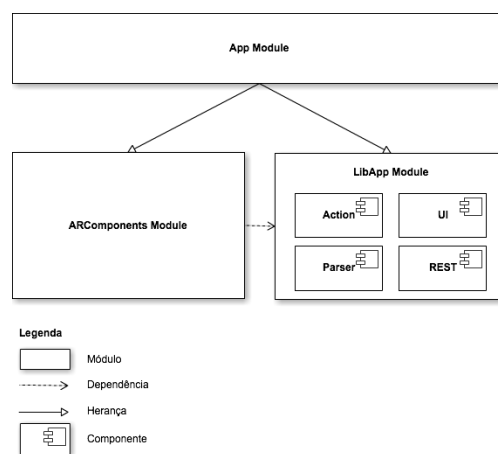 App Module
LibApp Module
ARComponents Module
Action
UI
Parser
REST
Legenda
Módulo
Dependência
Herança
Componente